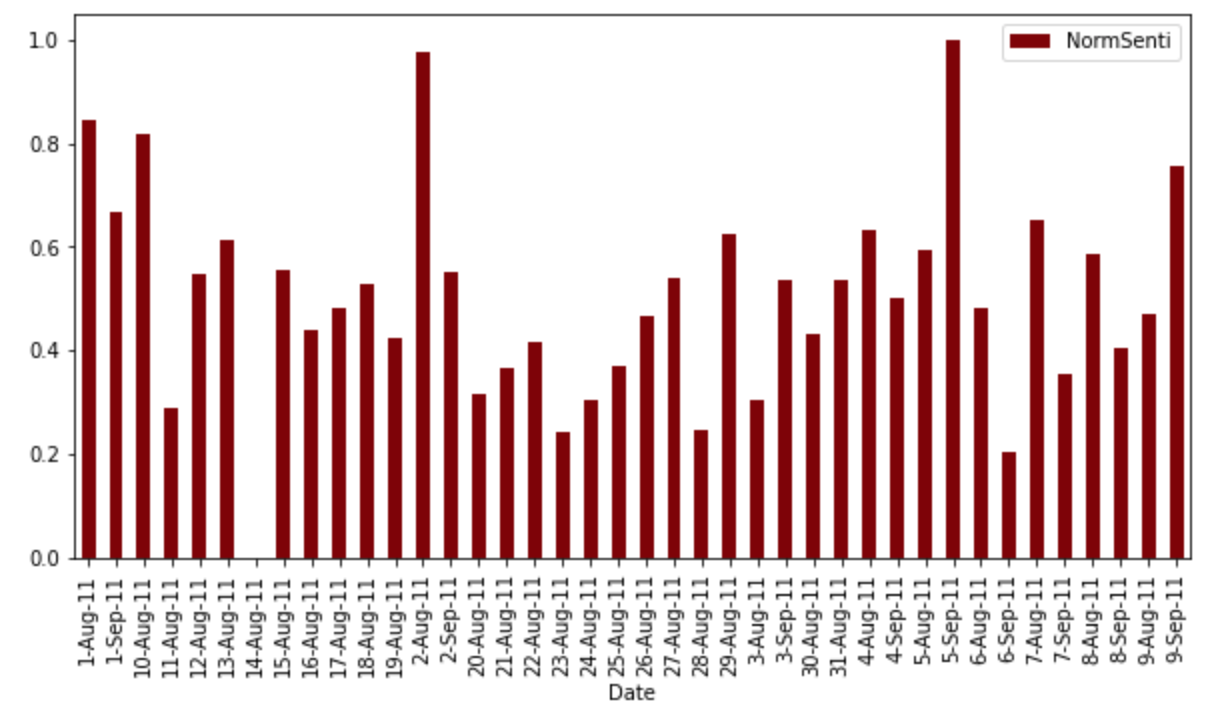 NormSenti
1.0
0.8
0.6
0.4
0.2
0.0
1-Aug-11
1-Sep-11
10-Aug-11
11-Aug-11
12-Aug-11
13-Aug-11
14-Aug-11
15-Aug-11
16-Aug-11
17-Aug-11
18-Aug-11
19-Aug-11
2-Aug-11
2-Sep-11
20-Aug-11
21-Aug-11
22-Aug-11
23-Aug-11
24-Aug-11
25-Aug-11
26-Aug-11
27-Aug-11
28-Aug-11
29-Aug-11
3-Aug-11
3-Sep-11
30-Aug-11
31-Aug-11
4-Aug-11
4-Sep-11
5-Aug-11
5-Sep-11
6-Aug-11
6-Sep-11
7-Aug-11
7-Sep-11
8-Aug-11
8-Sep-11
9-Aug-11
9-Sep-11
Date